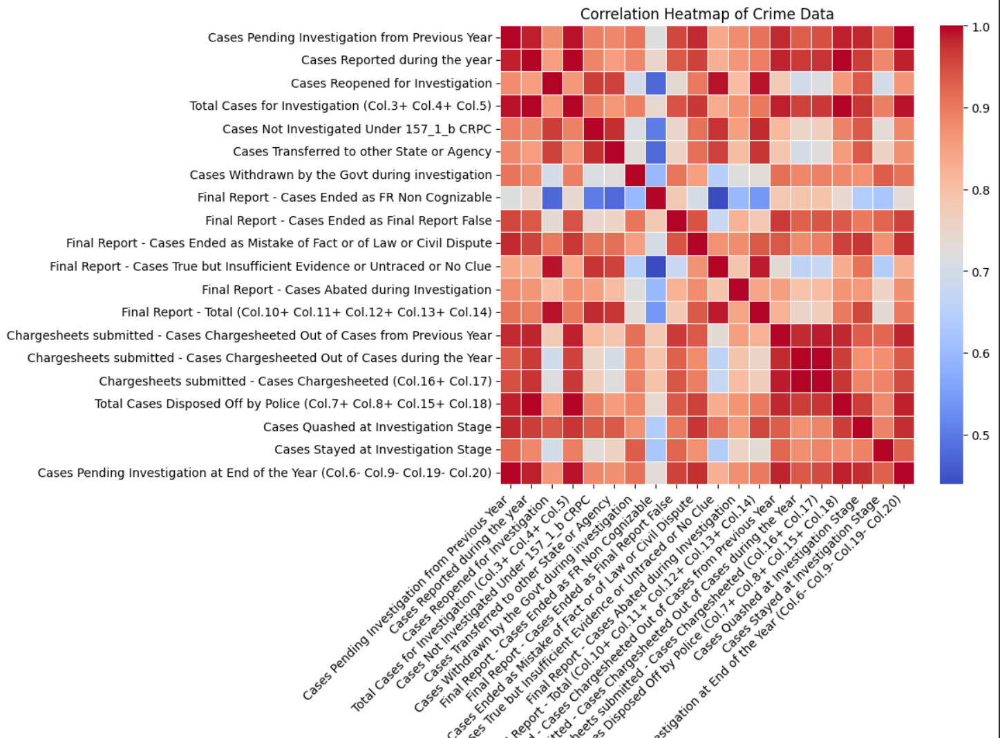 Correlation Heatmap of Crime Data
Cases Pending Investigation from Previous Year
Cases Reported during the year
Cases Reopened for Investigation
Total Cases for Investigation (Col.3+ Col.4+ Col.5)
Cases Not Investigated Under 157_1_b CRPC
Cases Transferred to other State or Agency
Cases Withdrawn by the Govt during investigation
Final Report - Cases Ended as FR Non Cognizable
Final Report - Cases Ended as Final Report False
Final Report - Cases Ended as Mistake of Fact or of Law or Civil Dispute
Final Report - Cases True but Insufficient Evidence or Untraced or No Clue
Final Report - Cases Abated during Investigation
Final Report - Total (Col.10+ Col.11+ Col.12+ Col.13+ Col.14)
Chargesheets submitted - Cases Chargesheeted Out of Cases from Previous Year
Chargesheets submitted - Cases Chargesheeted Out of Cases during the Year
Chargesheets submitted - Cases Chargesheeted (Col.16+ Col.17)
Total Cases Disposed Off by Police (Col.7+ Col.8+ Col.15+ Col.18)
Cases Quashed at Investigation Stage
Cases Stayed at Investigation Stage
Cases Pending Investigation at End of the Year (Col.6- Col.9- Col.19- Col.20)
1.0
0.9
0.8
0.7
0.6
0.5
Cases Pending Investigation from Previous Year
Cases Reported during the year
Cases Reopened for Investigation
Total Cases for Investigation (Col.3+ Col.4+ Col.5)
Cases Not Investigated Under 157_1_b CRPC
Cases Transferred to other State or Agency
Cases Withdrawn by the Govt during investigation
Final Report - Cases Ended as FR Non Cognizable
Final Report - Cases Ended as Final Report False
Cases Ended as Mistake of Fact or of Law or Civil Dispute
True but Insufficient Evidence or Untraced or No Clue
Final Report - Cases Abated during Investigation
Report - Total (Col.10+ Col.11+ Col.12+ Col.13+ Col.14)
- Cases Chargesheeted Out of Cases from Previous Year
- Cases Chargesheeted Out of Cases during the Year
submitted - Cases Chargesheeted (Col.16+ Col.17)
Disposed Off by Police (Col.7+ Col.8+ Col.15+ Col.18)
Cases Quashed at Investigation Stage
Cases Stayed at Investigation Stage
at End of the Year (Col.6- Col.9- Col.19- Col.20)